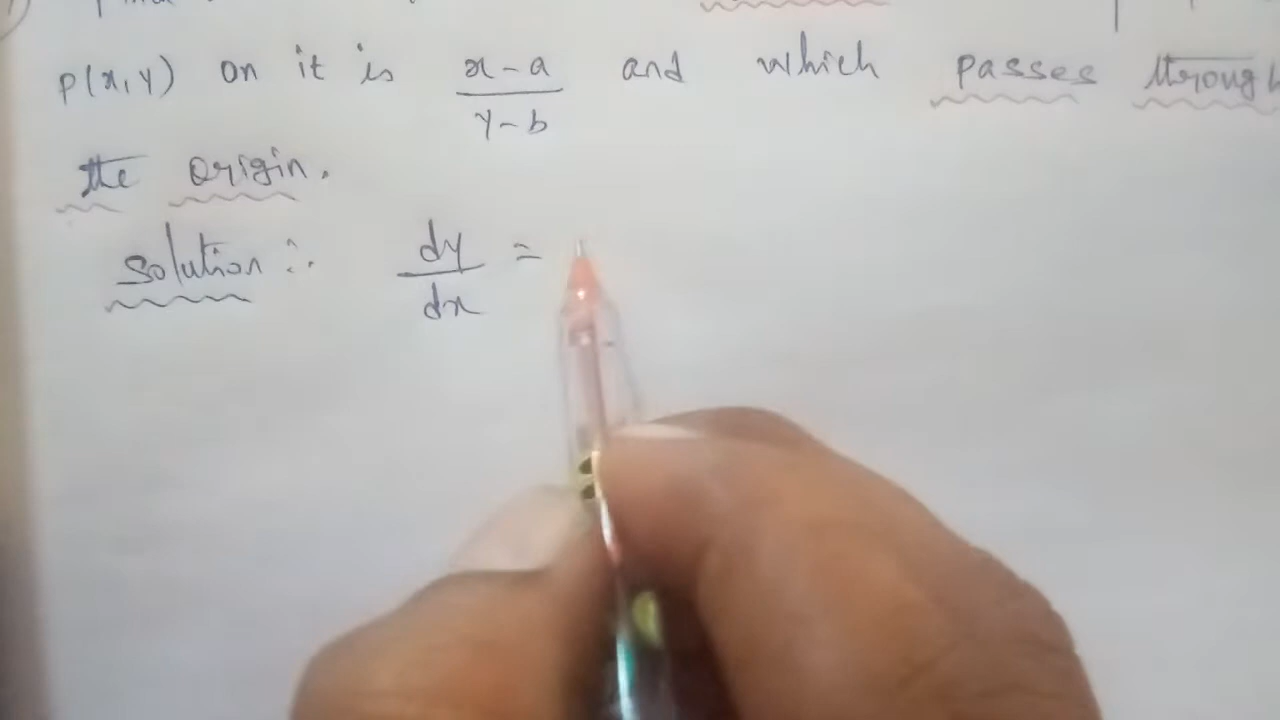 P(x,y) on it is x-a/y-b and which passes through
the origin.
Solution :. dy/dx =